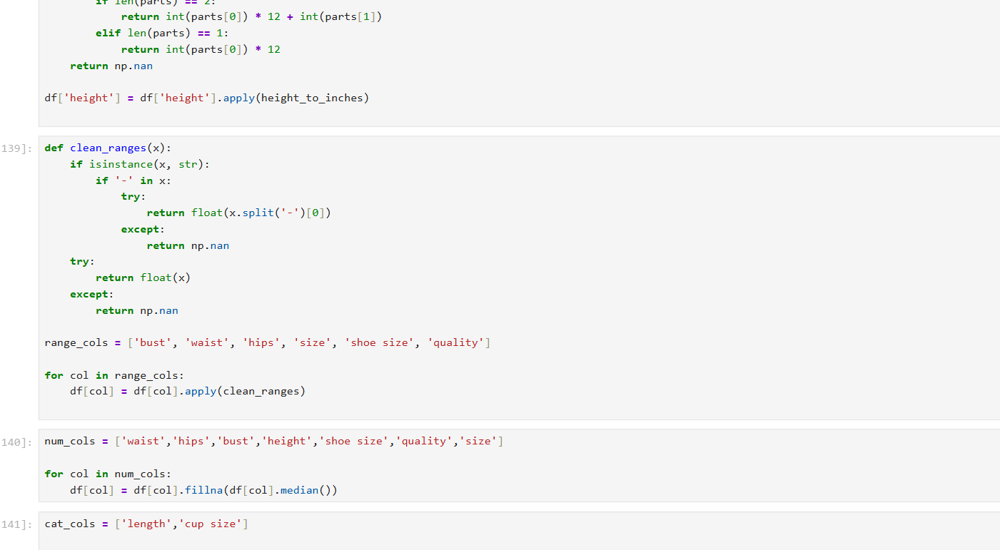 if len(parts) == 2:
return int(parts[0]) * 12 + int(parts[1])
elif len(parts) == 1:
return int(parts[0]) * 12
return np.nan
df['height'] = df['height'].apply(height_to_inches)
139]:
def clean_ranges(x):
if isinstance(x, str):
if '-' in x:
try:
return float(x.split('-')[0])
except:
return np.nan
try:
return float(x)
except:
return np.nan
range_cols = ['bust', 'waist', 'hips', 'size', 'shoe size', 'quality']
for col in range_cols:
df[col] = df[col].apply(clean_ranges)
140]:
num_cols = ['waist','hips','bust','height','shoe size','quality','size']
for col in num_cols:
df[col] = df[col].fillna(df[col].median())
141]:
cat_cols = ['length','cup size']